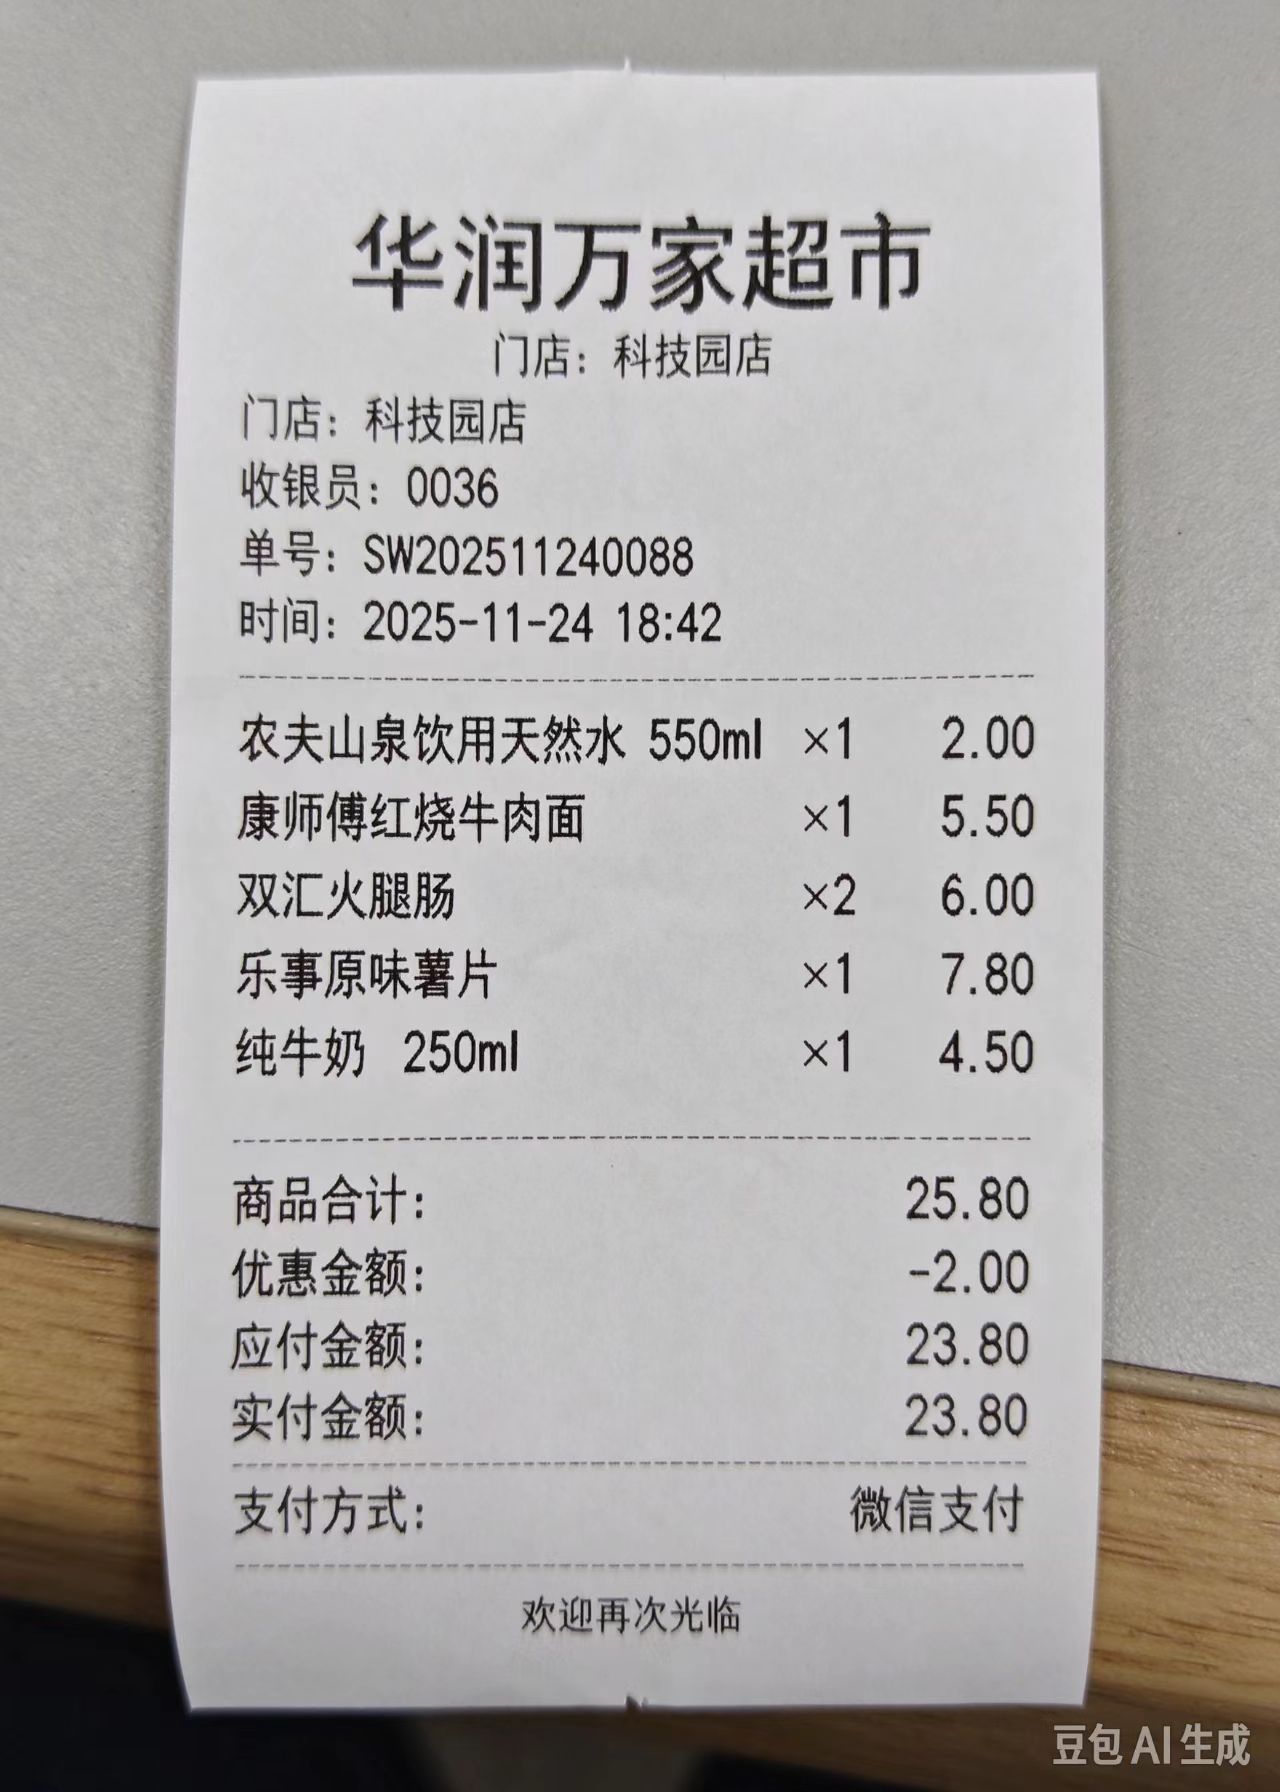 华润万家超市
门店：科技园店
门店：科技园店
收银员：0036
单号：SW202511240088
时间：2025-11-24 18:42
农夫山泉饮用天然水 550ml ×1 2.00
康师傅红烧牛肉面 ×1 5.50
双汇火腿肠 ×2 6.00
乐事原味薯片 ×1 7.80
纯牛奶 250ml ×1 4.50
商品合计： 25.80
优惠金额： -2.00
应付金额： 23.80
实付金额： 23.80
支付方式： 微信支付
欢迎再次光临
豆包AI生成